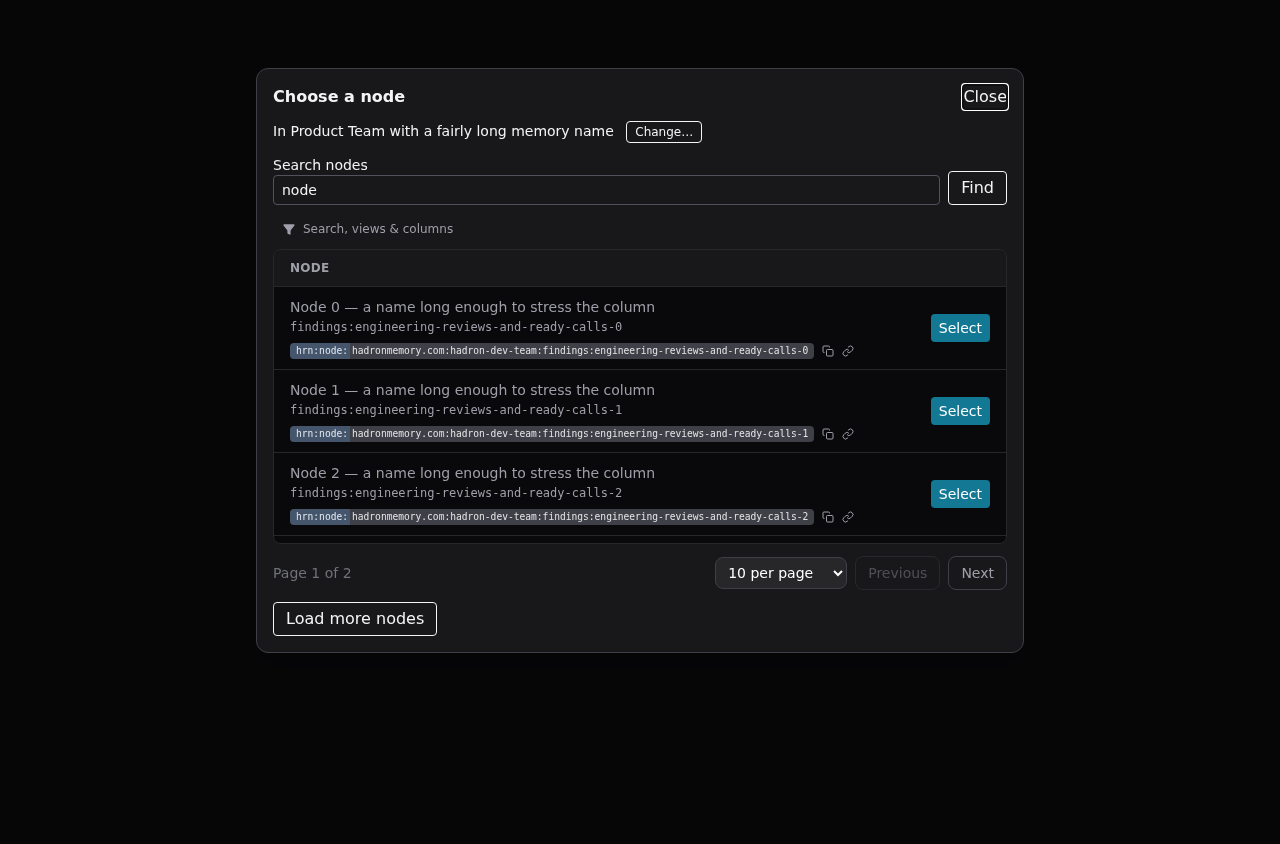 Choose a node
Close
In Product Team with a fairly long memory name
Change...
Search nodes
node
Find
Search, views & columns
NODE
Node 0 — a name long enough to stress the column
findings:engineering-reviews-and-ready-calls-0
Select
hrn:node: hadronmemory.com:hadron-dev-team:findings:engineering-reviews-and-ready-calls-0
Node 1 — a name long enough to stress the column
findings:engineering-reviews-and-ready-calls-1
Select
hrn:node: hadronmemory.com:hadron-dev-team:findings:engineering-reviews-and-ready-calls-1
Node 2 — a name long enough to stress the column
findings:engineering-reviews-and-ready-calls-2
Select
hrn:node: hadronmemory.com:hadron-dev-team:findings:engineering-reviews-and-ready-calls-2
Page 1 of 2
10 per page
Previous
Next
Load more nodes